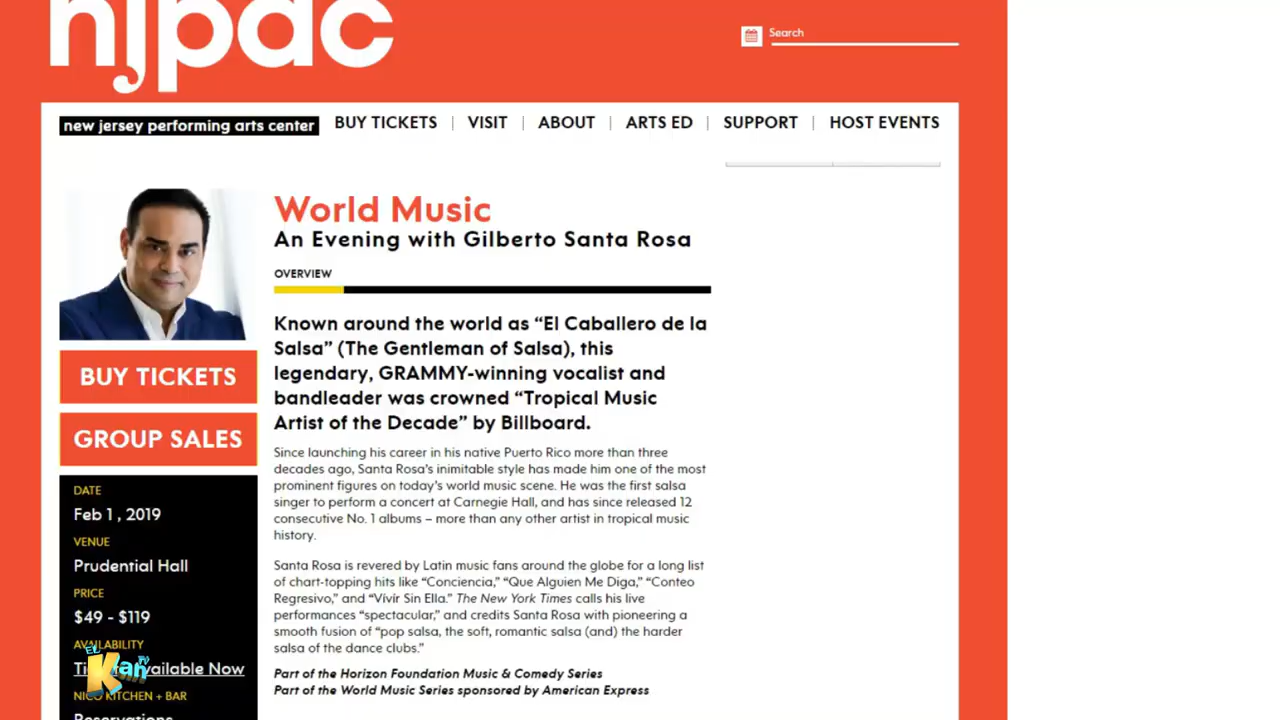 njpac
Search
new jersey performing arts center
BUY TICKETS | VISIT | ABOUT | ARTS ED | SUPPORT | HOST EVENTS
World Music
An Evening with Gilberto Santa Rosa
OVERVIEW
Known around the world as “El Caballero de la
Salsa” (The Gentleman of Salsa), this
legendary, GRAMMY-winning vocalist and
bandleader was crowned “Tropical Music
Artist of the Decade” by Billboard.
Since launching his career in his native Puerto Rico more than three
decades ago, Santa Rosa’s inimitable style has made him one of the most
prominent figures on today’s world music scene. He was the first salsa
singer to perform a concert at Carnegie Hall, and has since released 12
consecutive No. 1 albums – more than any other artist in tropical music
history.
Santa Rosa is revered by Latin music fans around the globe for a long list
of chart-topping hits like “Conciencia,” “Que Alguien Me Diga,” “Conteo
Regresivo,” and “Vivir Sin Ella.” The New York Times calls his live
performances “spectacular,” and credits Santa Rosa with pioneering a
smooth fusion of “pop salsa, the soft, romantic salsa (and) the harder
salsa of the dance clubs.”
Part of the Horizon Foundation Music & Comedy Series
Part of the World Music Series sponsored by American Express
BUY TICKETS
GROUP SALES
DATE
Feb 1 , 2019
VENUE
Prudential Hall
PRICE
$49 - $119
AVAILABILITY
Available Now
EL Kan TV
NICO KITCHEN + BAR
Reservations